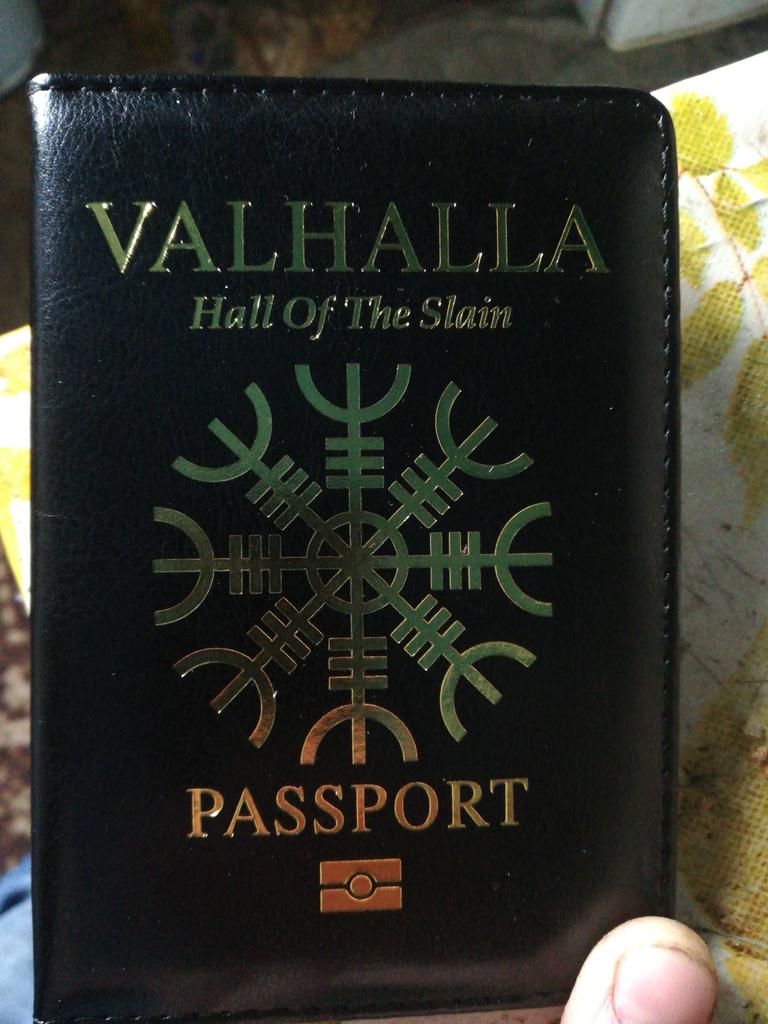 VALHALLA
Hall Of The Slain
PASSPORT